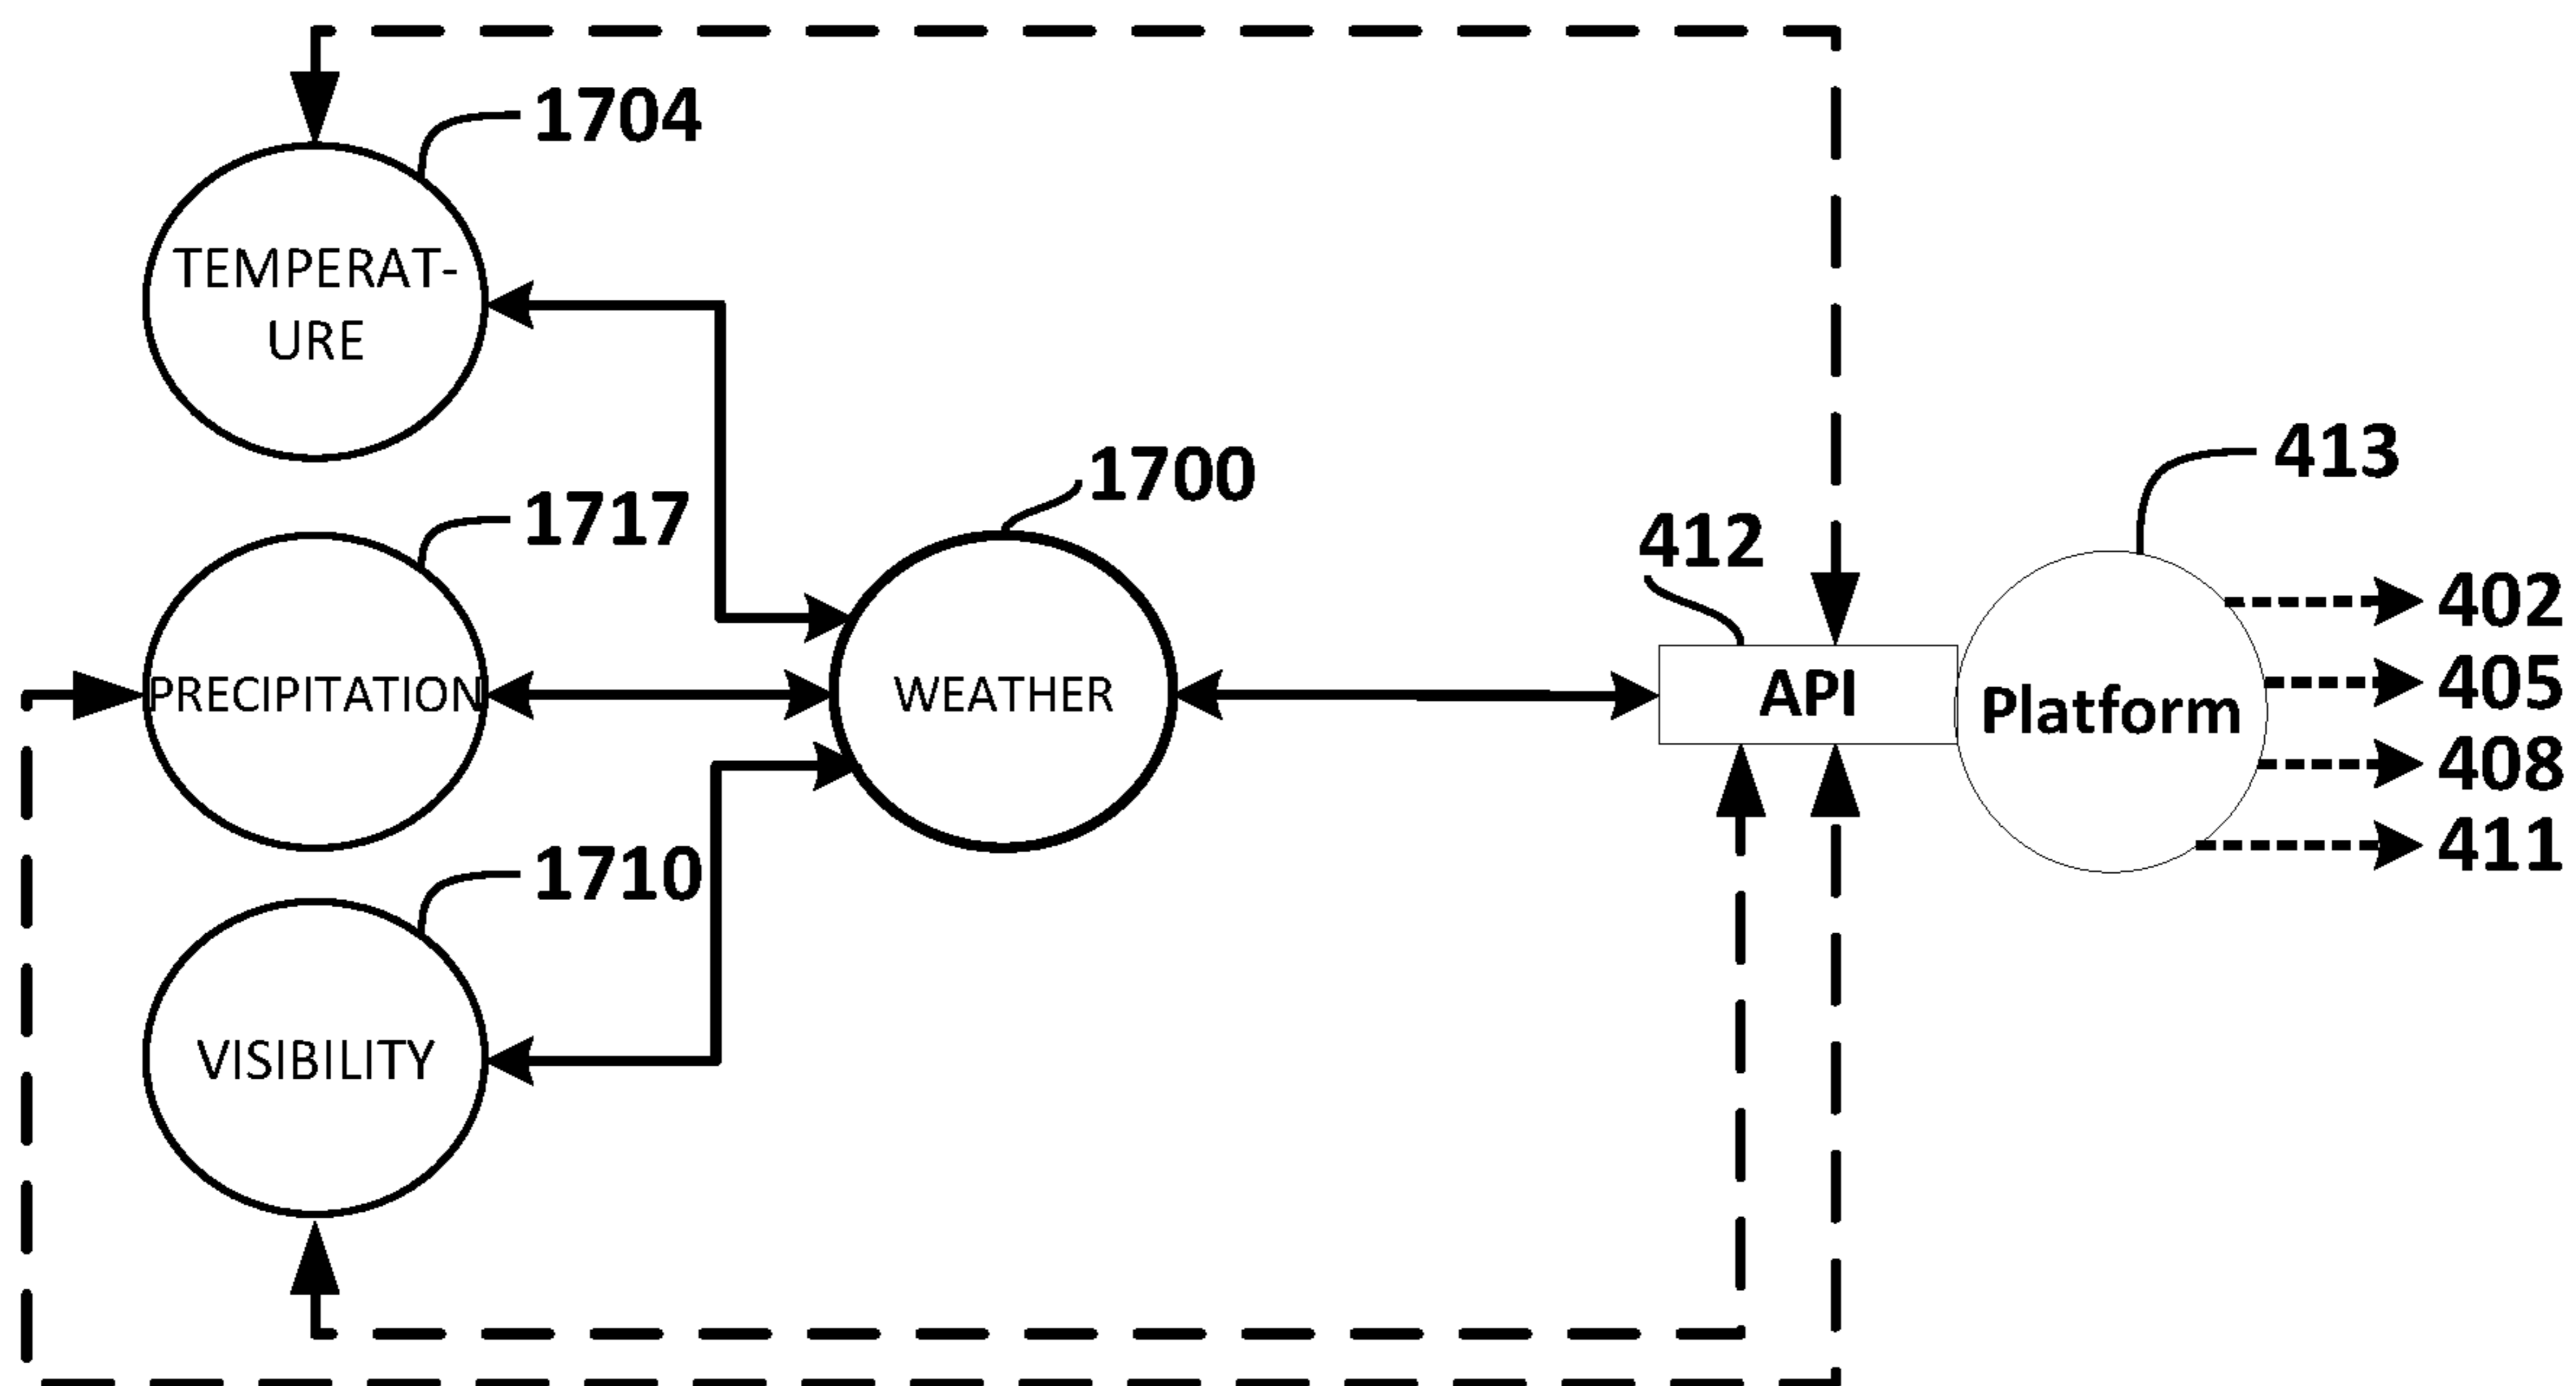 1704
TEMPERAT-
URE
1717
PRECIPITATION
1710
VISIBILITY
1700
WEATHER
412
API
413
Platform
402
405
408
411